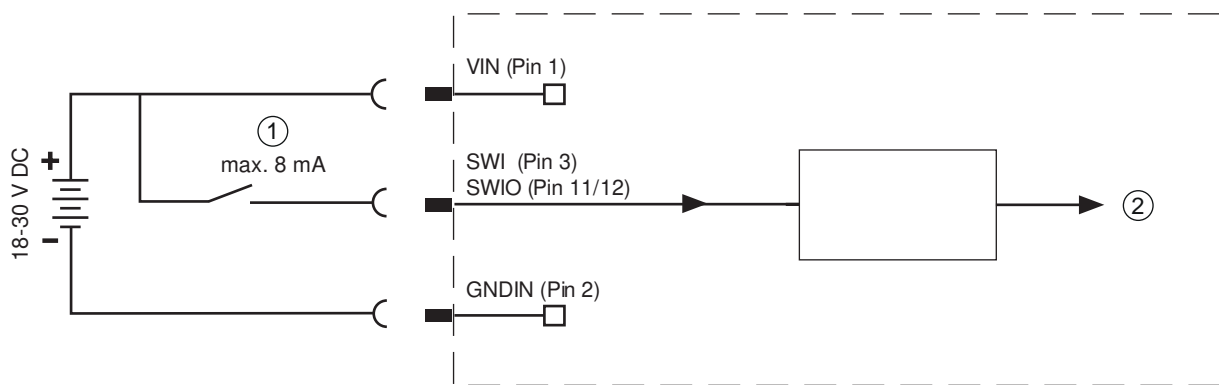 VIN (Pin 1)
①
max. 8 mA
SWI (Pin 3)
SWIO (Pin 11/12)
②
+
18-30 V DC
-
GNDIN (Pin 2)